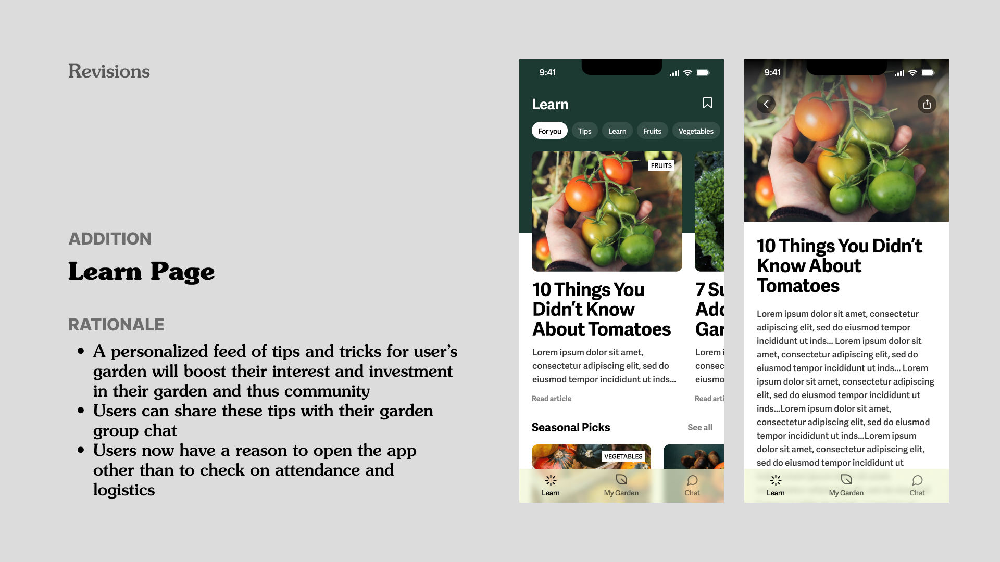 Revisions
ADDITION
Learn Page
RATIONALE
• A personalized feed of tips and tricks for user’s
garden will boost their interest and investment
in their garden and thus community
• Users can share these tips with their garden
group chat
• Users now have a reason to open the app
other than to check on attendance and
logistics
9:41
Learn
For you
Tips
Learn
Fruits
Vegetables
FRUITS
10 Things You
Didn’t Know
About Tomatoes
Lorem ipsum dolor sit amet,
consectetur adipiscing elit, sed do
eiusmod tempor incididunt ut inds...
Read article
7 Su
Add
Gar
Lorem i
consec
eiusmo
Read arti
Seasonal Picks
See all
VEGETABLES
Learn
My Garden
Chat
9:41
10 Things You Didn’t
Know About
Tomatoes
Lorem ipsum dolor sit amet, consectetur
adipiscing elit, sed do eiusmod tempor
incididunt ut inds... Lorem ipsum dolor sit
amet, consectetur adipiscing elit, sed do
eiusmod tempor incididunt ut inds... Lorem
ipsum dolor sit amet, consectetur adipiscing
elit, sed do eiusmod tempor incididunt ut
inds...Lorem ipsum dolor sit amet,
consectetur adipiscing elit, sed do eiusmod
tempor incididunt ut inds...Lorem ipsum
dolor sit amet, consectetur adipiscing elit,
sed do eiusmod tempor incididunt ut
Learn
My Garden
Chat